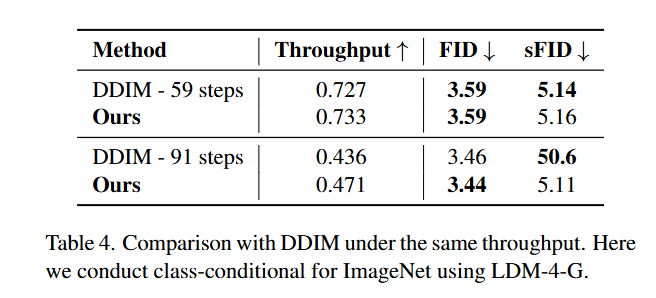 Method Throughput ↑ FID ↓ sFID ↓
DDIM - 59 steps 0.727 3.59 5.14
Ours 0.733 3.59 5.16
DDIM - 91 steps 0.436 3.46 50.6
Ours 0.471 3.44 5.11
Table 4. Comparison with DDIM under the same throughput. Here
we conduct class-conditional for ImageNet using LDM-4-G.